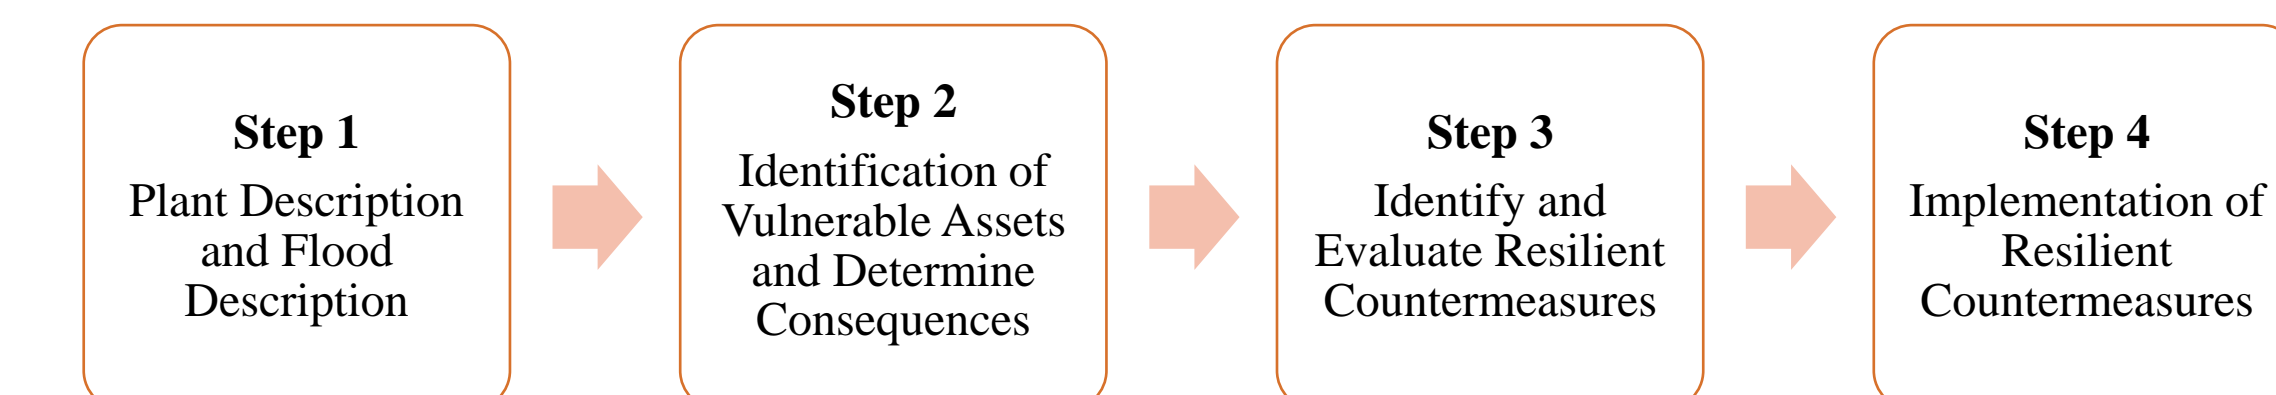 Step 1
Plant Description
and Flood
Description
Step 2
Identification of
Vulnerable Assets
and Determine
Consequences
Step 3
Identify and
Evaluate Resilient
Countermeasures
Step 4
Implementation of
Resilient
Countermeasures